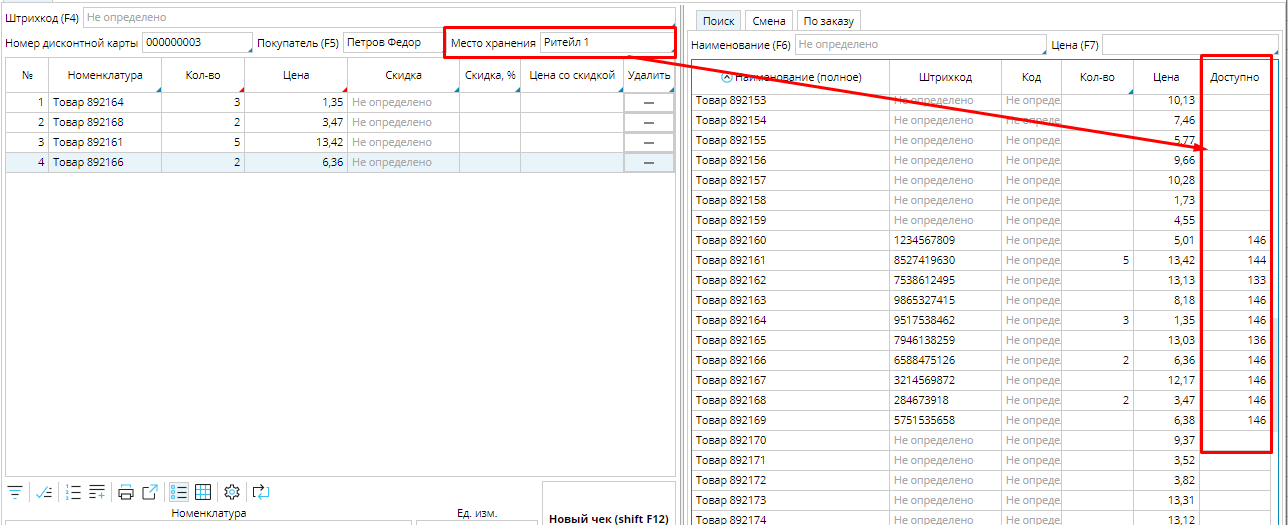 Штрихкод (F4) Не определено
Номер дисконтной карты 000000003 Покупатель (F5) Петров Федор Место хранения Ритейл 1
№ Номенклатура Кол-во Цена Скидка Скидка, % Цена со скидкой Удалить
1 Товар 892164 3 1,35 Не определено —
2 Товар 892168 2 3,47 Не определено —
3 Товар 892161 5 13,42 Не определено —
4 Товар 892166 2 6,36 Не определено —
Номенклатура Ед. изм. Новый чек (shift F12)
Поиск Смена По заказу
Наименование (F6) Не определено Цена (F7)
Наименование (полное) Штрихкод Код Кол-во Цена Доступно
Товар 892153 Не определено Не опреде. 10,13
Товар 892154 Не определено Не опреде. 7,46
Товар 892155 Не определено Не опреде. 5,77
Товар 892156 Не определено Не опреде. 9,66
Товар 892157 Не определено Не опреде. 10,28
Товар 892158 Не определено Не опреде. 1,73
Товар 892159 Не определено Не опреде. 4,55
Товар 892160 1234567809 Не опреде. 5,01 146
Товар 892161 8527419630 Не опреде. 5 13,42 144
Товар 892162 7538612495 Не опреде. 13,13 133
Товар 892163 9865327415 Не опреде. 8,18 146
Товар 892164 9517538462 Не опреде. 3 1,35 146
Товар 892165 7946138259 Не опреде. 13,03 136
Товар 892166 6588475126 Не опреде. 2 6,36 146
Товар 892167 3214569872 Не опреде. 12,17 146
Товар 892168 284673918 Не опреде. 2 3,47 146
Товар 892169 5751535658 Не опреде. 6,38 146
Товар 892170 Не определено Не опреде. 9,37
Товар 892171 Не определено Не опреде. 3,52
Товар 892172 Не определено Не опреде. 3,82
Товар 892173 Не определено Не опреде. 13,31
Товар 892174 Не определено Не опреде. 13,12